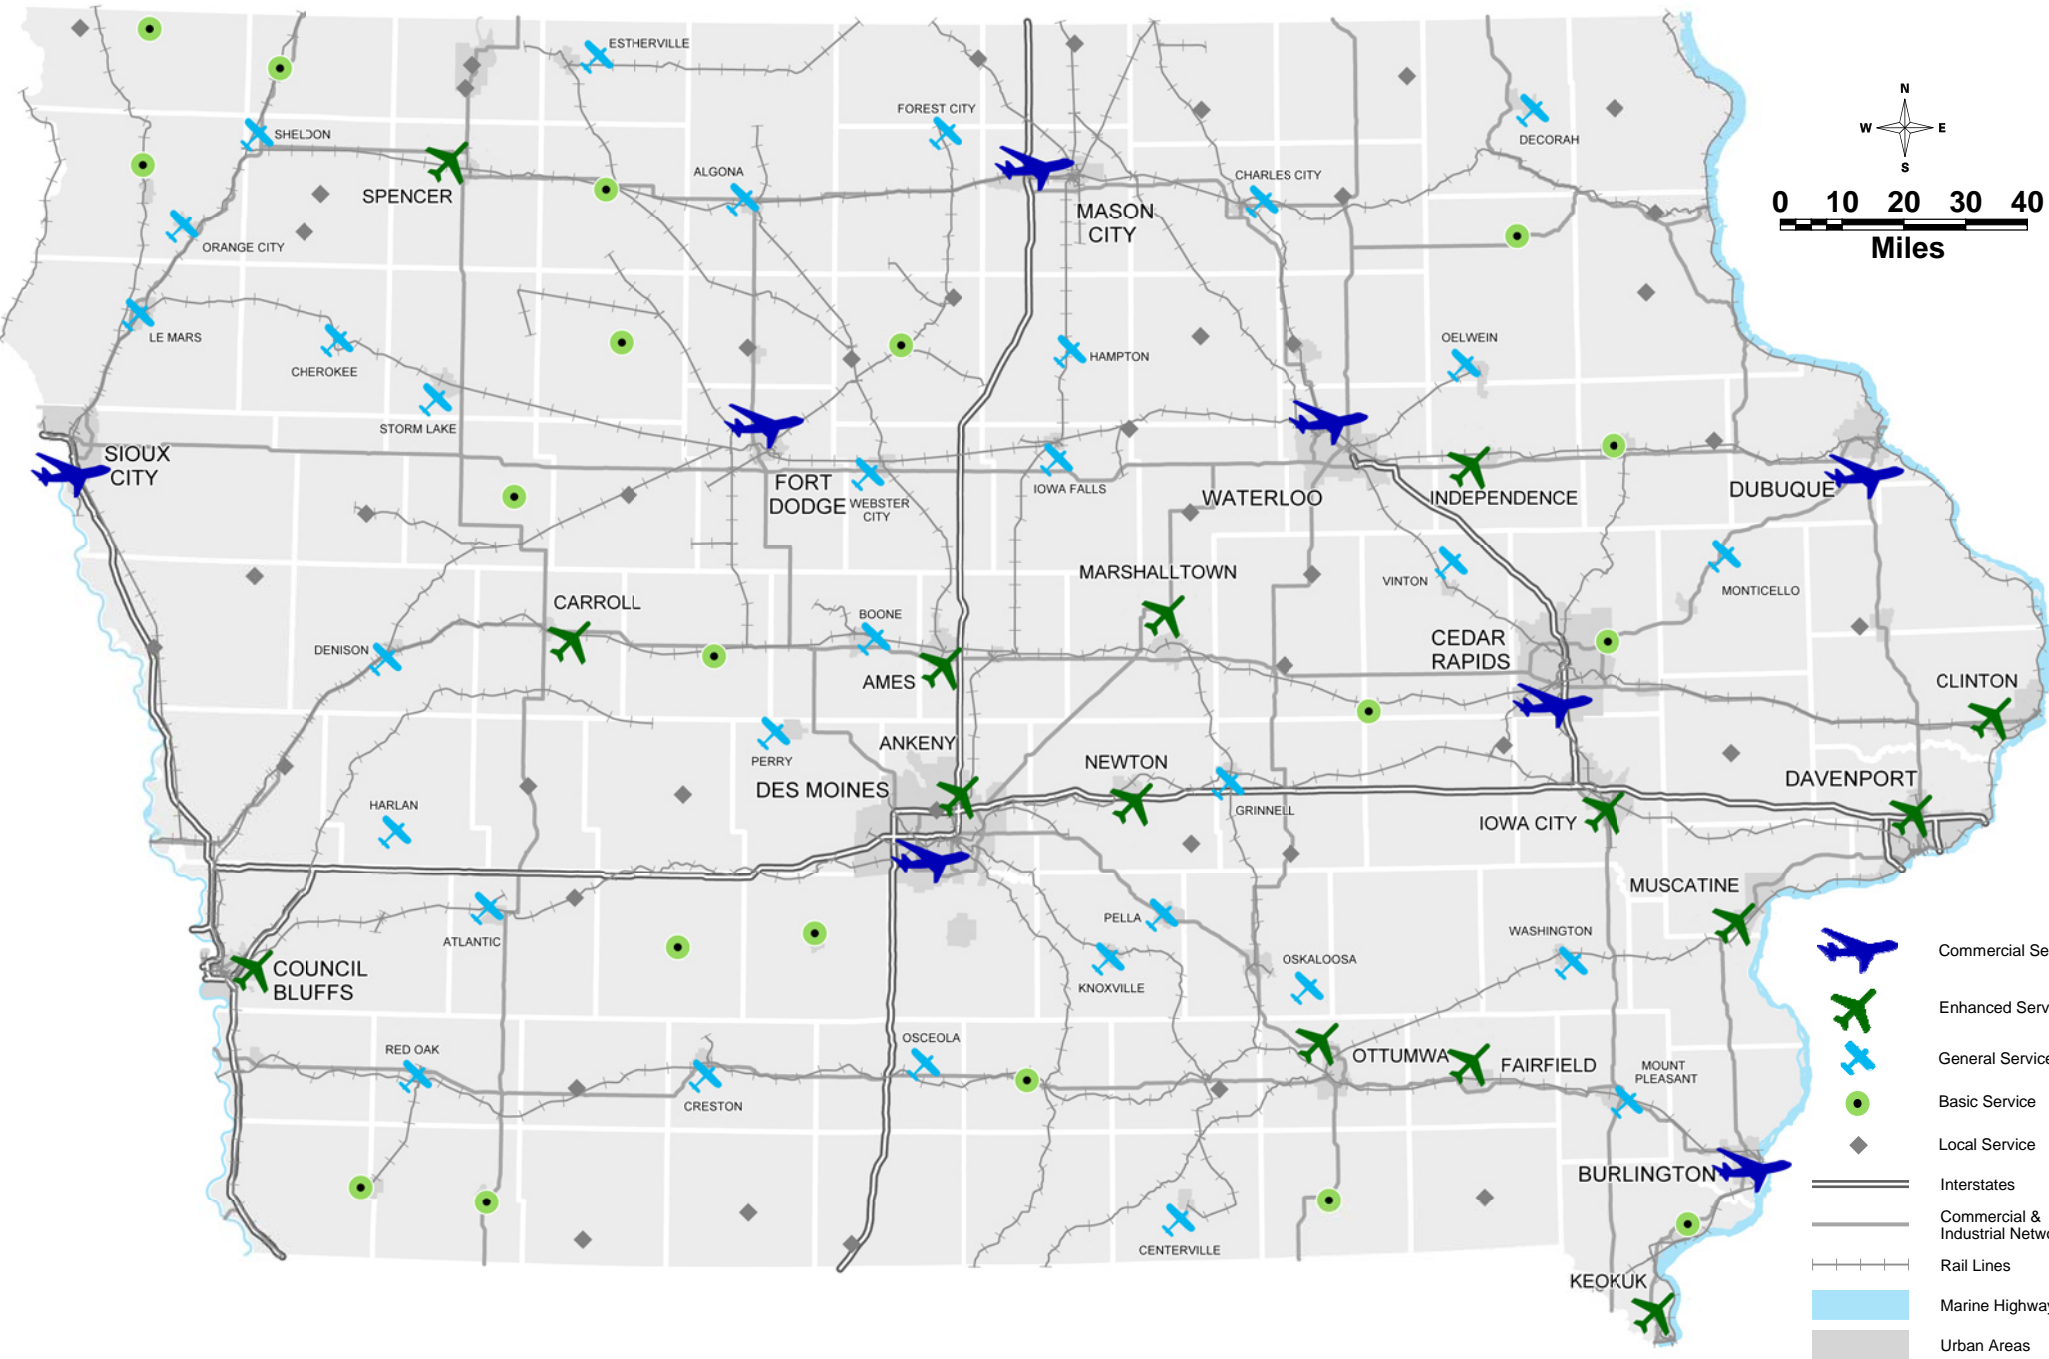 ESTHERVILLE
FOREST CITY
DECORAH
SHELDON
SPENCER
ALGONA
CHARLES CITY
MASON
CITY
ORANGE CITY
N
W
E
S
0 10 20 30 40
Miles
LE MARS
CHEROKEE
HAMPTON
OELWEIN
STORM LAKE
SIOUX
CITY
FORT
DODGE
WEBSTER
CITY
IOWA FALLS
WATERLOO
INDEPENDENCE
DUBUQUE
MARSHALLTOWN
VINTON
MONTICELLO
CARROLL
BOONE
DENISON
AMES
CEDAR
RAPIDS
CLINTON
PERRY
ANKENY
DES MOINES
NEWTON
GRINNELL
DAVENPORT
HARLAN
IOWA CITY
MUSCATINE
ATLANTIC
PELLA
WASHINGTON
COUNCIL
BLUFFS
KNOXVILLE
OSKALOOSA
RED OAK
OSCEOLA
OTTUMWA
FAIRFIELD
MOUNT
PLEASANT
CRESTON
BURLINGTON
CENTERVILLE
KEOKUK
Commercial Se
Enhanced Serv
General Service
Basic Service
Local Service
Interstates
Commercial &
Industrial Netw
Rail Lines
Marine Highway
Urban Areas